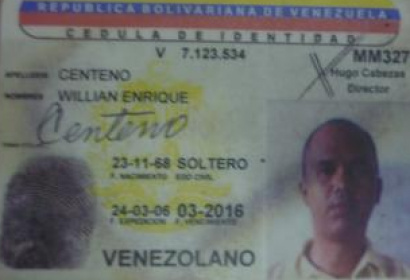 REPUBLICA BOLIVARIANA DE VENEZUELA
CEDULA DE IDENTIDAD
V 7.123.534
MM327
Hugo Cabezas
Director
APELLIDOS CENTENO
NOMBRES WILLIAN ENRIQUE
Centeno
23-11-68 SOLTERO
F. NACIMIENTO EDO CIVIL
24-03-06 03-2016
F. EXPEDICION F. VENCIMIENTO
VENEZOLANO